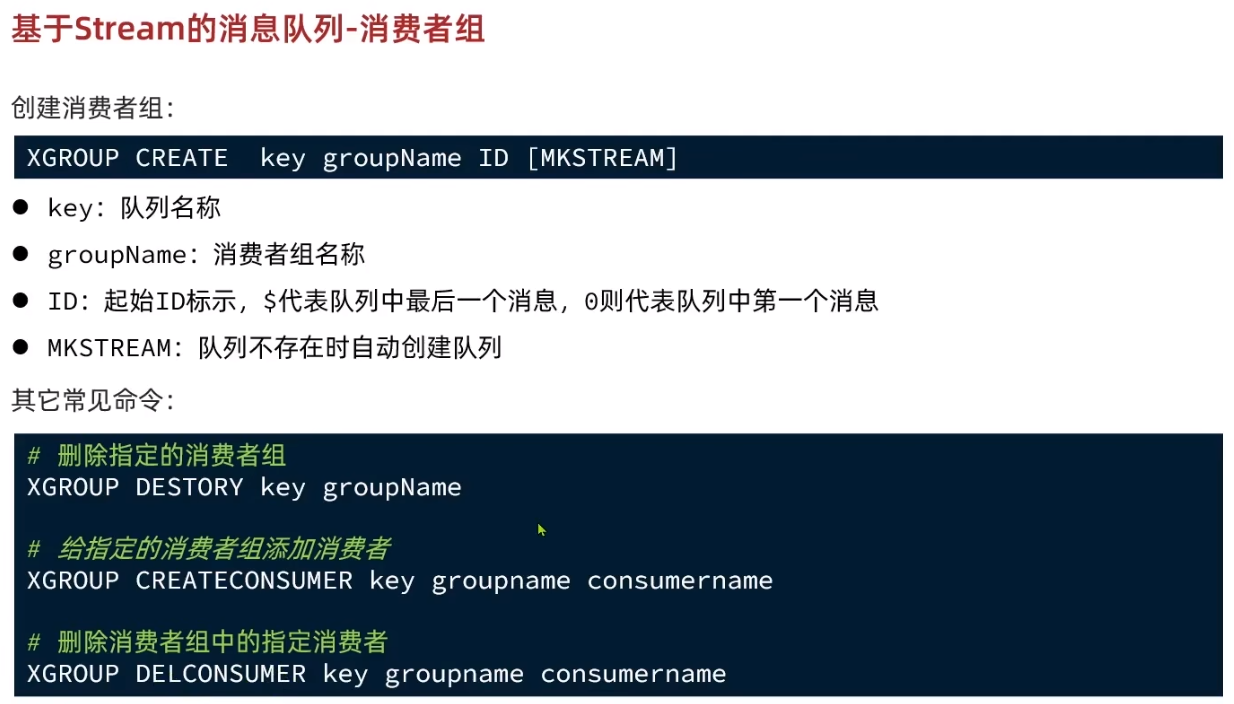 基于Stream的消息队列-消费者组
创建消费者组：
XGROUP CREATE  key groupName ID [MKSTREAM]
● key：队列名称
● groupName：消费者组名称
● ID：起始ID标示，$代表队列中最后一个消息，0则代表队列中第一个消息
● MKSTREAM：队列不存在时自动创建队列
其它常见命令：
# 删除指定的消费者组
XGROUP DESTORY key groupName
# 给指定的消费者组添加消费者
XGROUP CREATECONSUMER key groupname consumername
# 删除消费者组中的指定消费者
XGROUP DELCONSUMER key groupname consumername